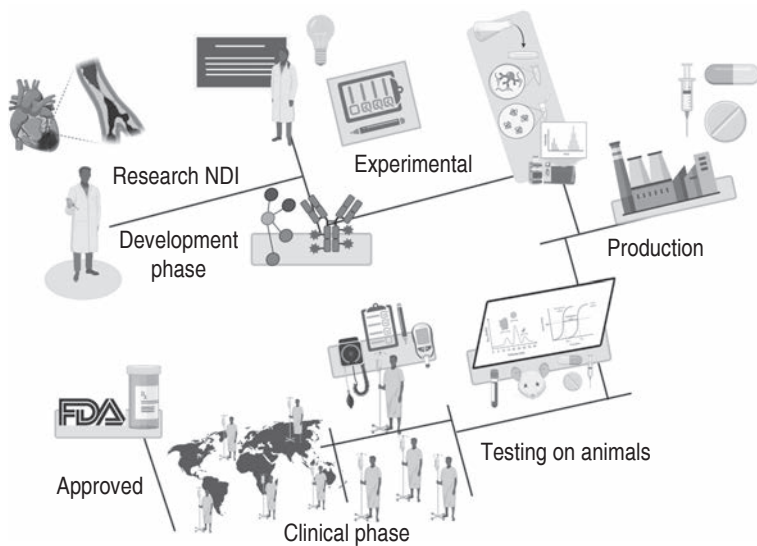 Research NDI
Experimental
Development
phase
Production
Testing on animals
FDA
Approved
Clinical phase